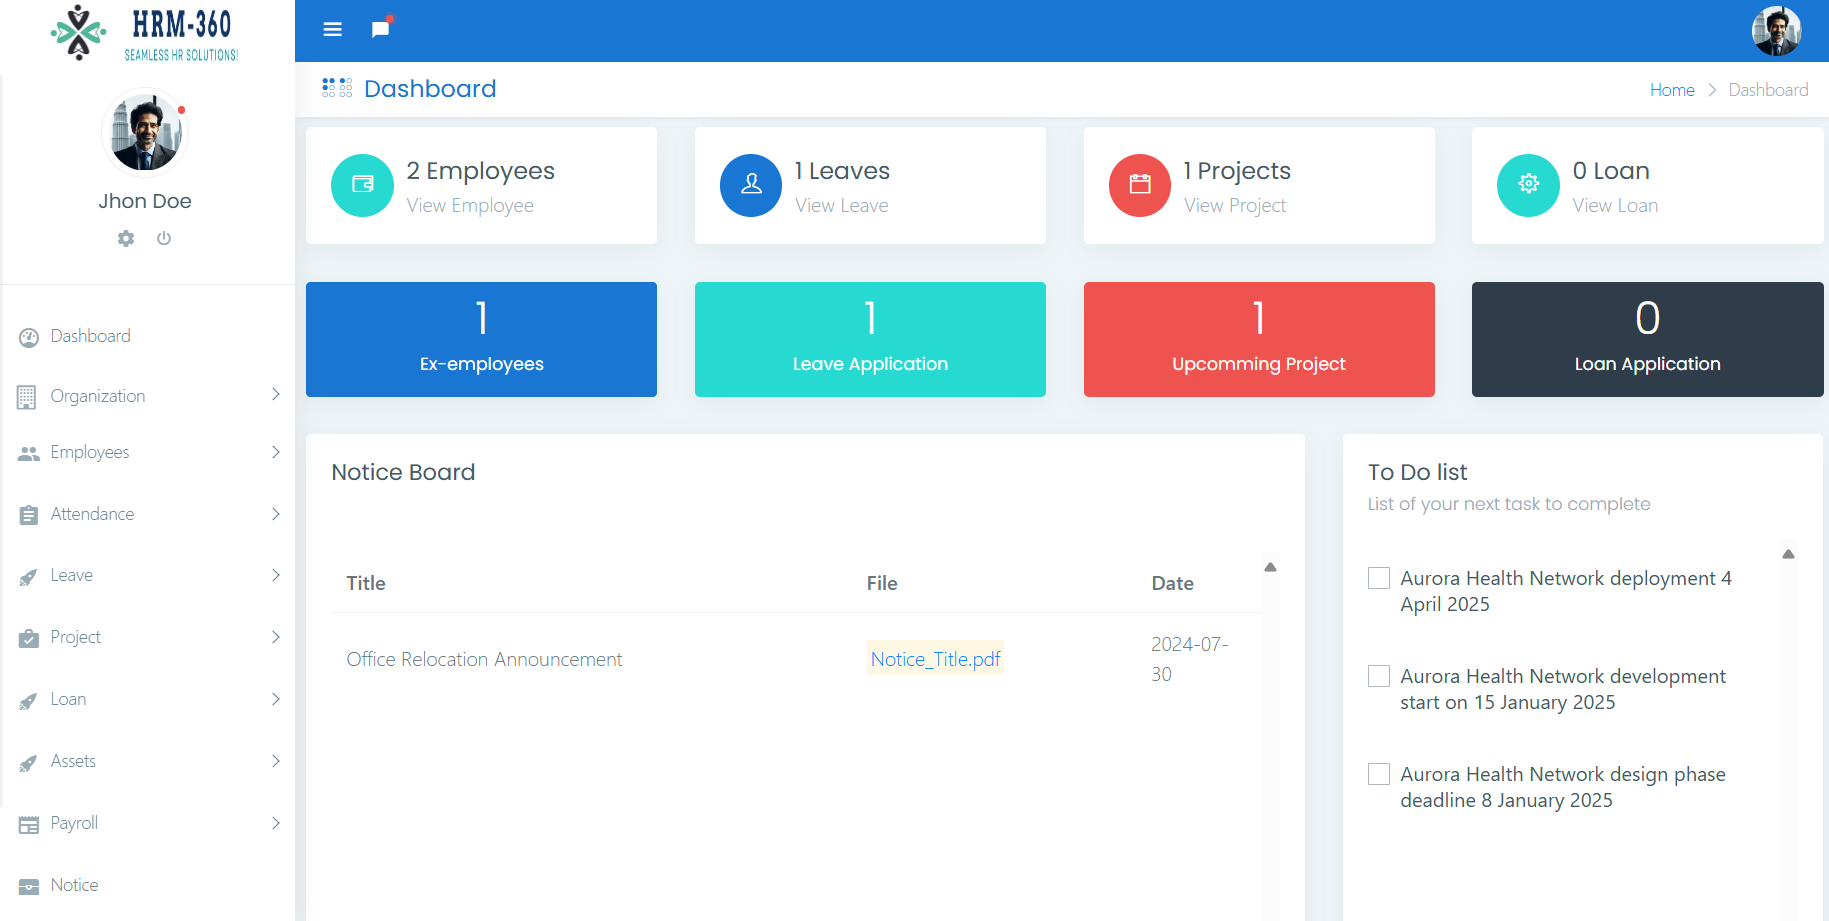 HRM-360
SEAMLESS HR SOLUTIONS!
Jhon Doe
Dashboard
Organization
Employees
Attendance
Leave
Project
Loan
Assets
Payroll
Notice
Dashboard
Home > Dashboard
2 Employees
View Employee
1 Leaves
View Leave
1 Projects
View Project
0 Loan
View Loan
1
Ex-employees
1
Leave Application
1
Upcomming Project
0
Loan Application
Notice Board
Title File Date
Office Relocation Announcement Notice_Title.pdf 2024-07-
30
To Do list
List of your next task to complete
Aurora Health Network deployment 4
April 2025
Aurora Health Network development
start on 15 January 2025
Aurora Health Network design phase
deadline 8 January 2025